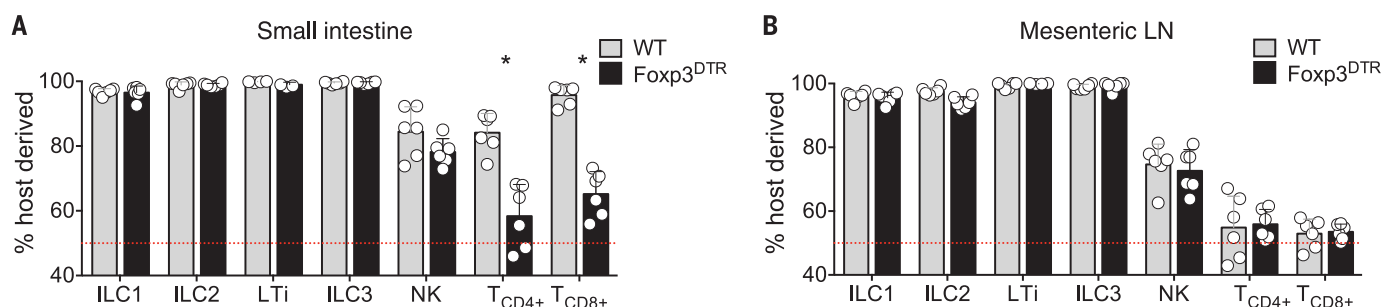 A
Small intestine
WT
Foxp3DTR
* *
% host derived
100
80
60
40
ILC1 ILC2 LTi ILC3 NK TCD4+ TCD8+
B
Mesenteric LN
WT
Foxp3DTR
% host derived
100
80
60
40
ILC1 ILC2 LTi ILC3 NK TCD4+ TCD8+